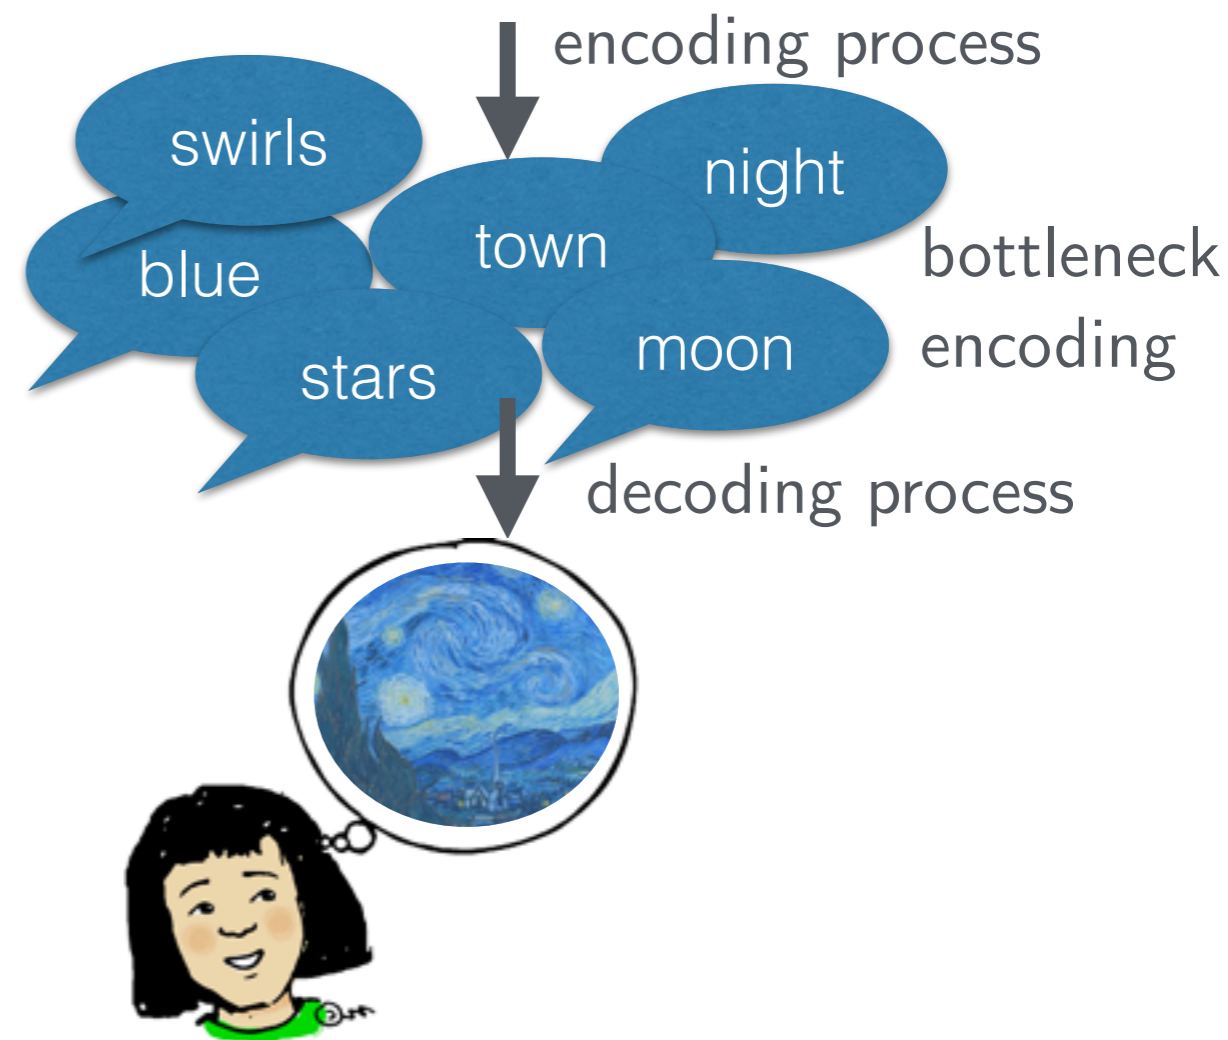 encoding process
swirls
night
town
blue
bottleneck
encoding
moon
stars
decoding process